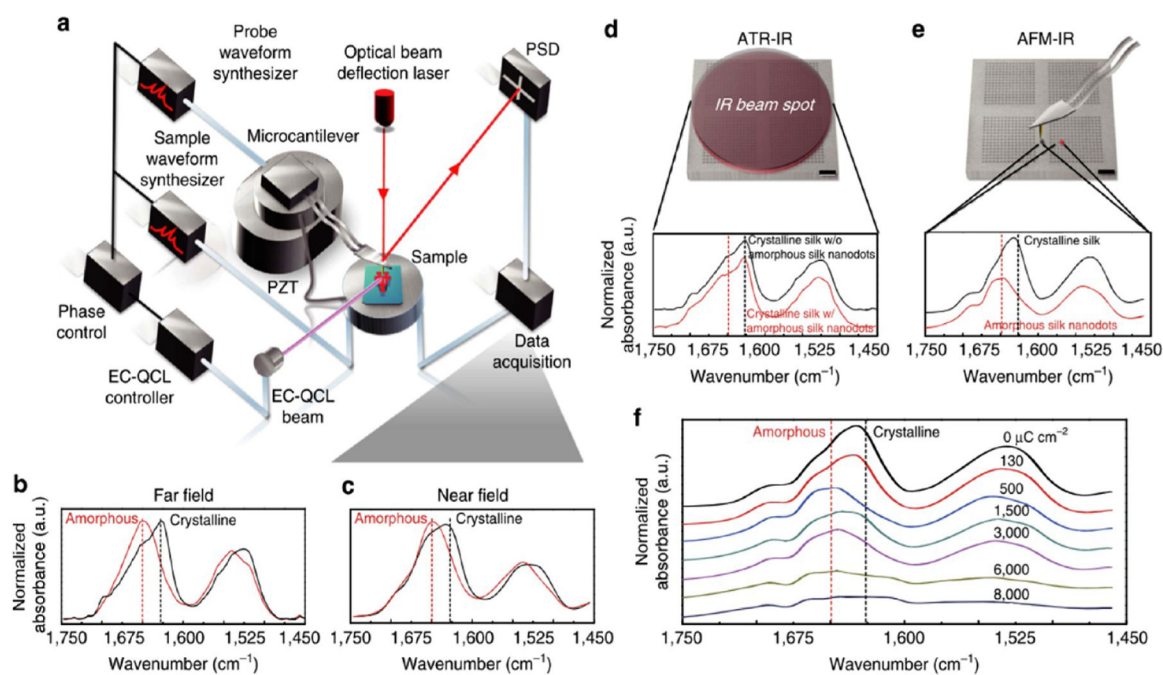 a
Probe
waveform
synthesizer
Optical beam
deflection laser
PSD
Sample
waveform
synthesizer
Microcantilever
Sample
PZT
Phase
control
EC-QCL
controller
EC-QCL
beam
Data
acquisition
b
Far field
Amorphous
Crystalline
Normalized
absorbance (a.u.)
1,750 1,675 1,600 1,525 1,450
Wavenumber (cm−1)
c
Near field
Amorphous
Crystalline
1,750 1,675 1,600 1,525 1,450
Wavenumber (cm−1)
d
ATR-IR
IR beam spot
Normalized
absorbance (a.u.)
Crystalline silk w/o
amorphous silk nanodots
Crystalline silk w/
amorphous silk nanodots
1,750 1,675 1,600 1,525 1,450
Wavenumber (cm−1)
e
AFM-IR
Normalized
absorbance (a.u.)
Crystalline silk
Amorphous silk nanodots
1,750 1,675 1,600 1,525 1,450
Wavenumber (cm−1)
f
Normalized
absorbance (a.u.)
Amorphous
Crystalline
0 μC cm−2
130
500
1,500
3,000
6,000
8,000
1,750 1,675 1,600 1,525 1,450
Wavenumber (cm−1)